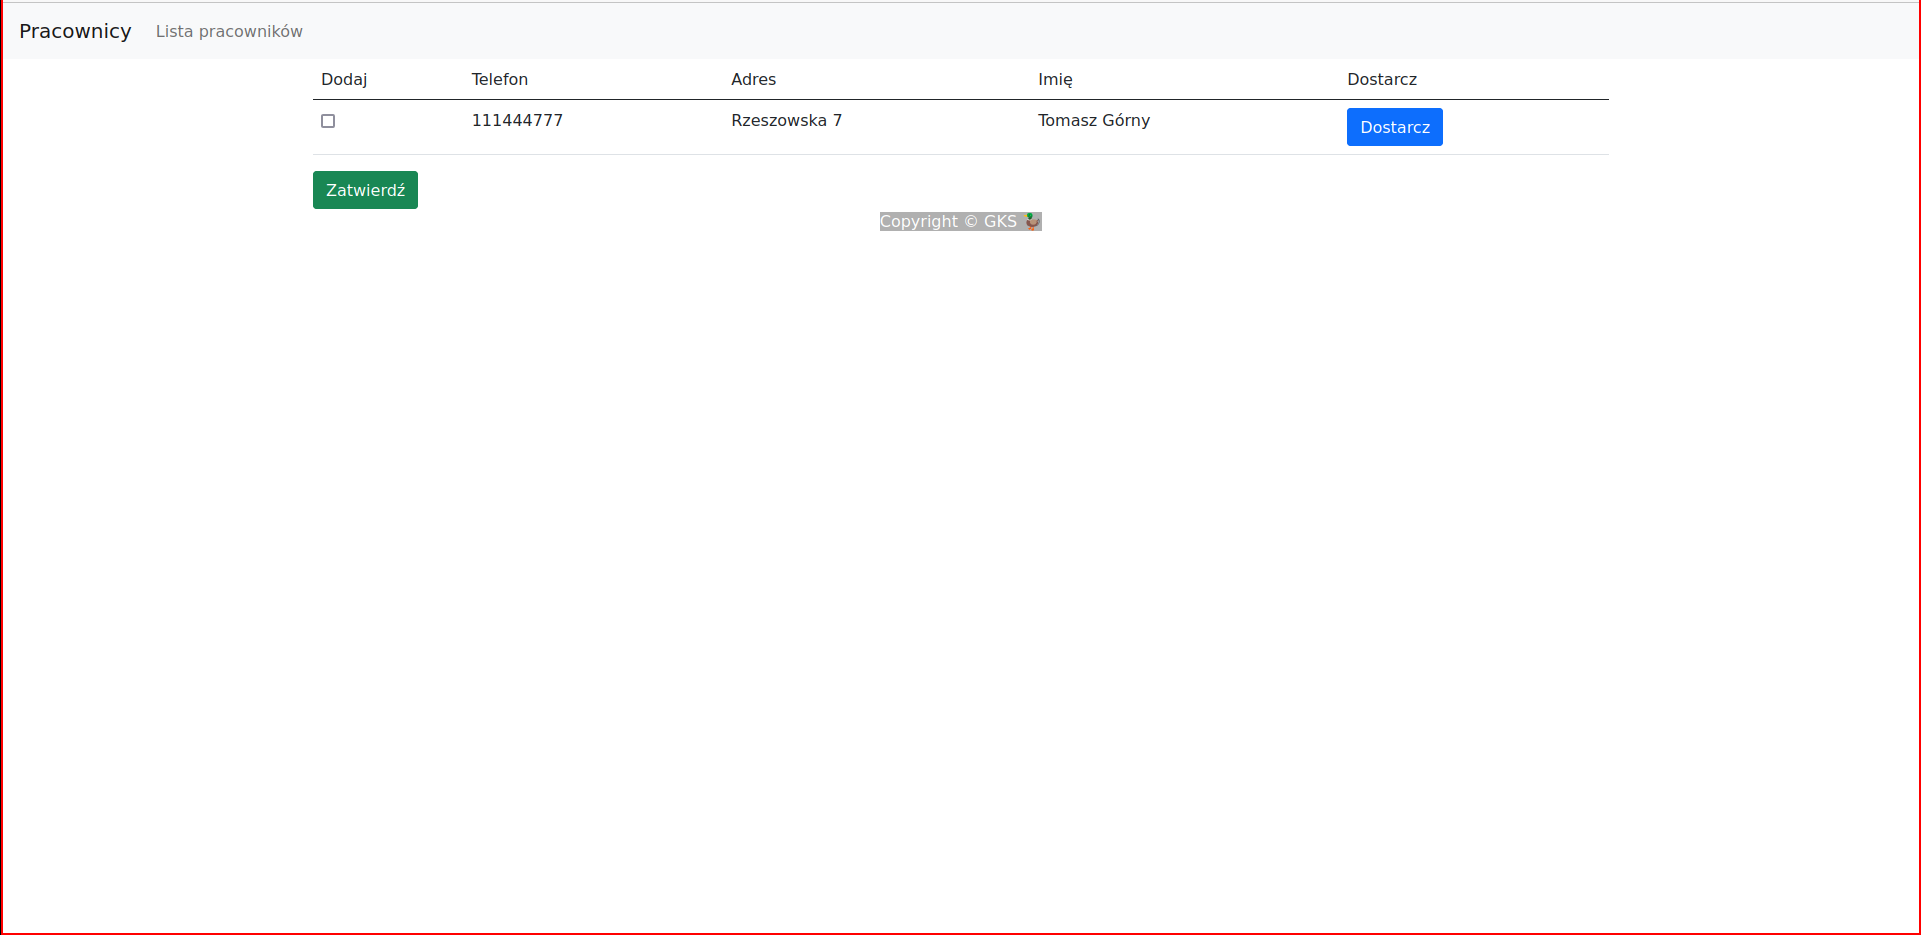 Pracownicy Lista pracowników
Dodaj Telefon Adres Imię Dostarcz
111444777 Rzeszowska 7 Tomasz Górny Dostarcz
Zatwierdź
Copyright © GKS 🦆